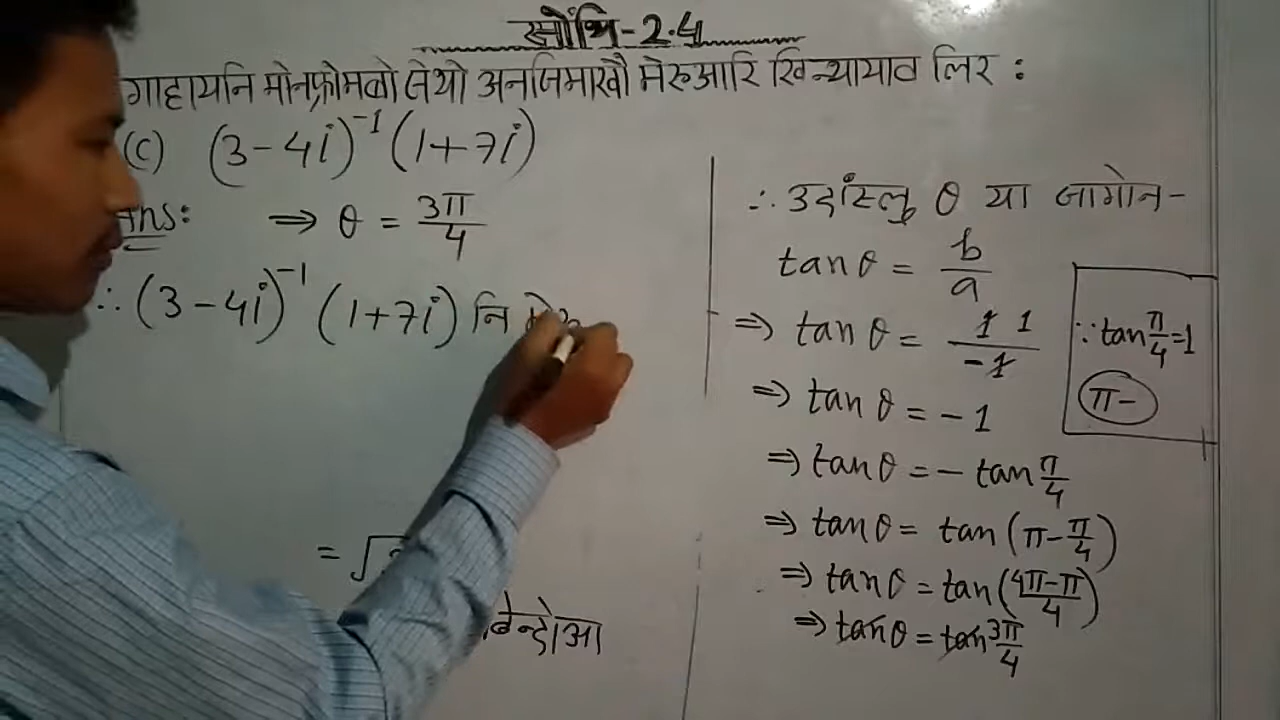 सोंथि-2.4
गाहायनि मोनफ्रोमबो लेथो अनजिमाखौ मेरुआरि खिन्थायाव लिर :
(c) (3-4i)⁻¹(1+7i)
Ans: ⇒ θ = 3π/4
∴ (3-4i)⁻¹ (1+7i) नि
= √
बिन्दोआ
∴ उदांस्लु θ या जागोन-
tan θ = b/a
⇒ tan θ = 1 1/-1
⇒ tan θ = -1
⇒ tan θ = - tan π/4
⇒ tan θ = tan (π-π/4)
⇒ tan θ = tan (4π-π/4)
⇒ tan θ = tan 3π/4
∵ tan π/4 = 1
π-